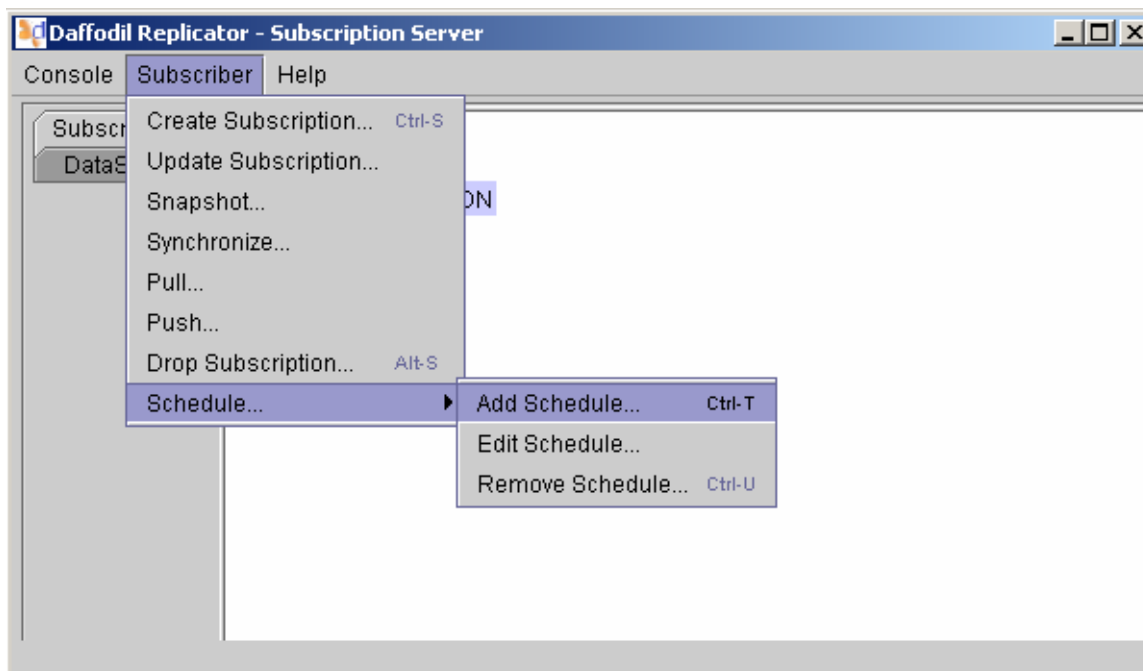 Daffodil Replicator - Subscription Server
Console Subscriber Help
Create Subscription... Ctrl-S
Update Subscription...
Snapshot...
Synchronize...
Pull...
Push...
Drop Subscription... Alt-S
Schedule...
Add Schedule... Ctrl-T
Edit Schedule...
Remove Schedule... Ctrl-U